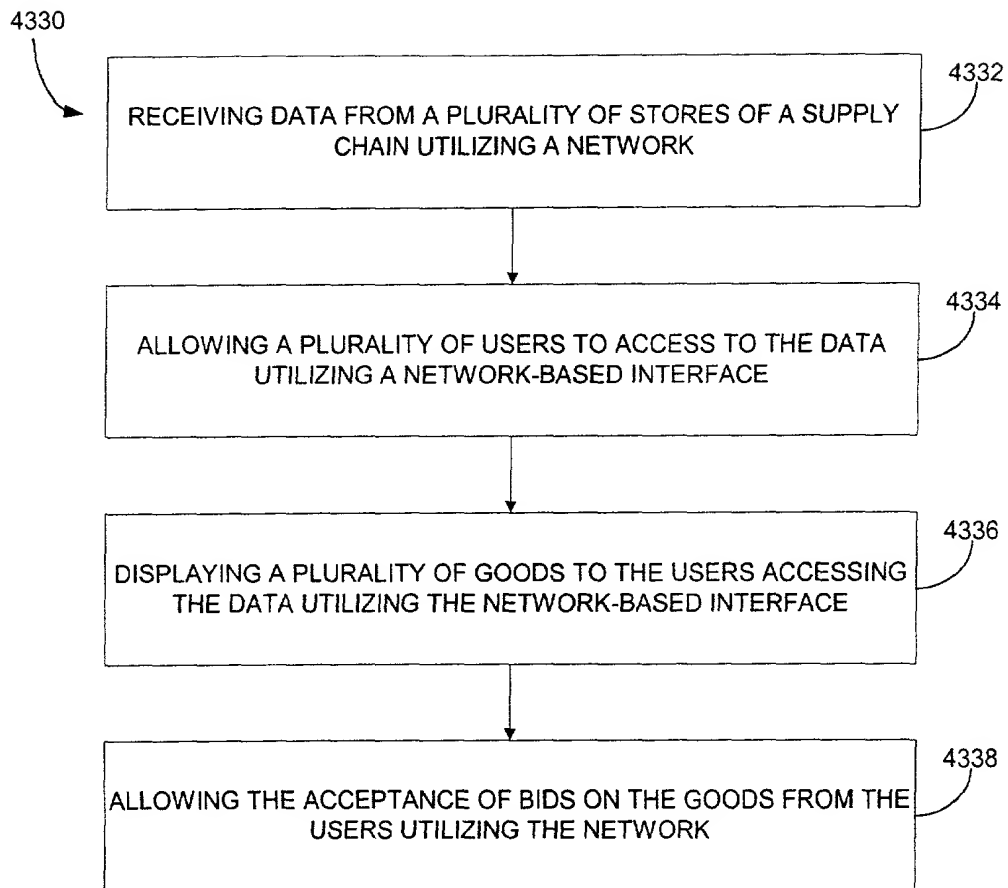 4330
4332
RECEIVING DATA FROM A PLURALITY OF STORES OF A SUPPLY
CHAIN UTILIZING A NETWORK
4334
ALLOWING A PLURALITY OF USERS TO ACCESS TO THE DATA
UTILIZING A NETWORK-BASED INTERFACE
4336
DISPLAYING A PLURALITY OF GOODS TO THE USERS ACCESSING
THE DATA UTILIZING THE NETWORK-BASED INTERFACE
4338
ALLOWING THE ACCEPTANCE OF BIDS ON THE GOODS FROM THE
USERS UTILIZING THE NETWORK